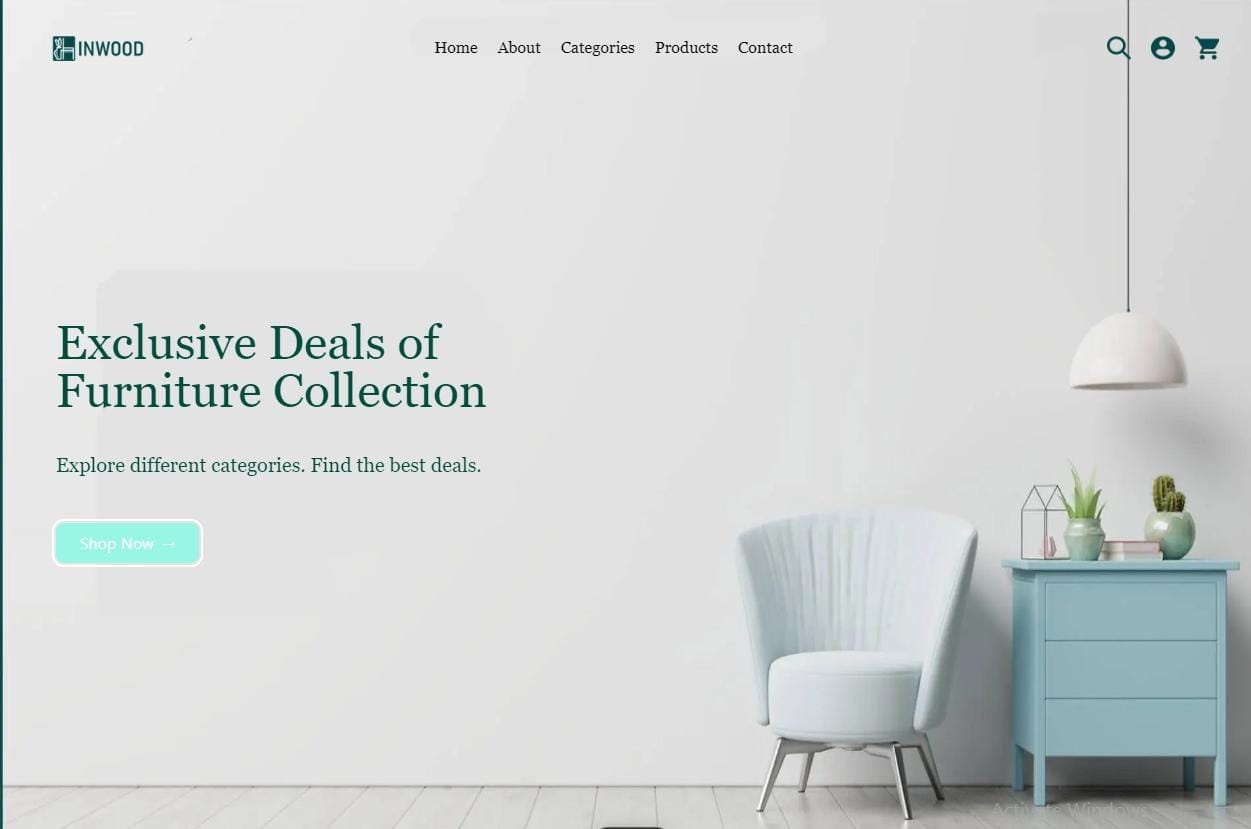 INWOOD
Home About Categories Products Contact
Exclusive Deals of
Furniture Collection
Explore different categories. Find the best deals.
Shop Now →
Activate Windows